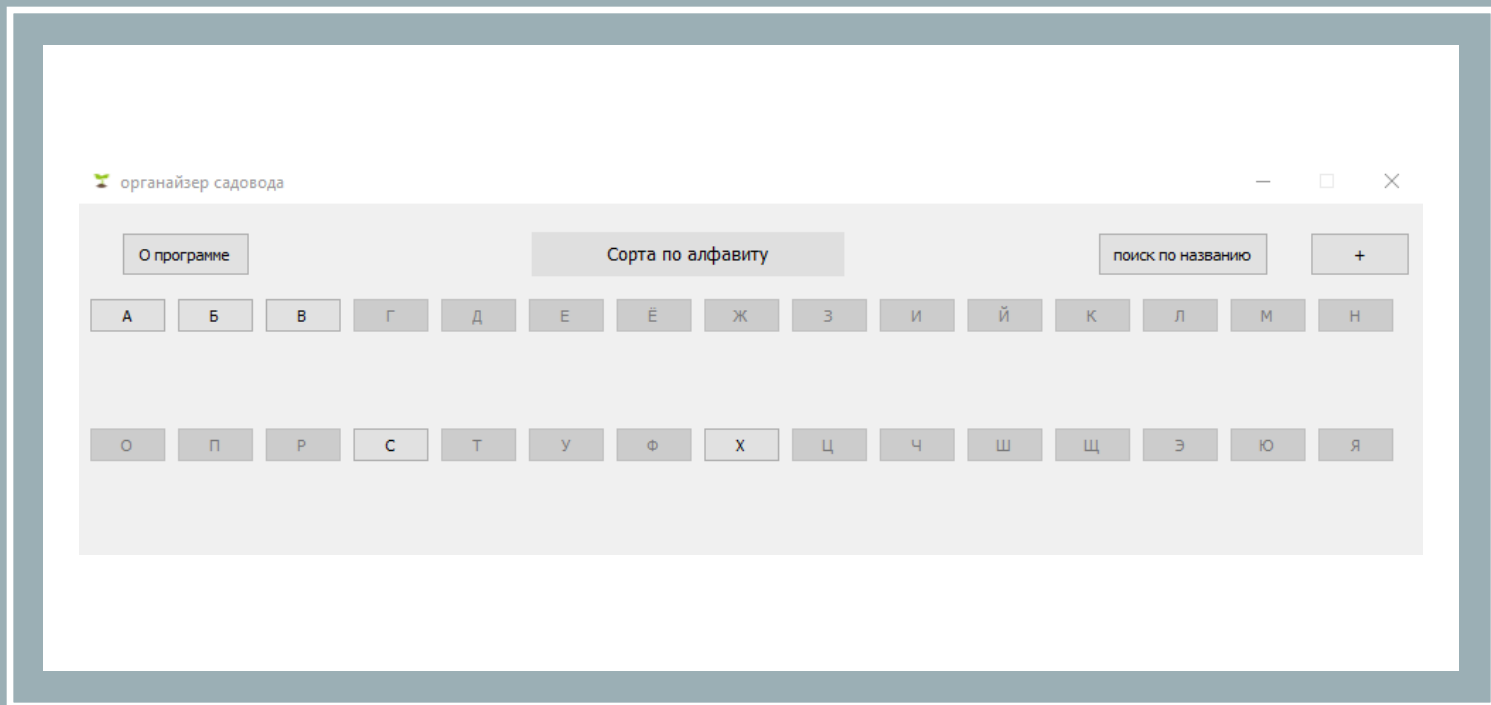 органайзер садовода
О программе Сорта по алфавиту поиск по названию +
А Б В Г Д Е Ё Ж З И Й К Л М Н
О П Р С Т У Ф Х Ц Ч Ш Щ Э Ю Я